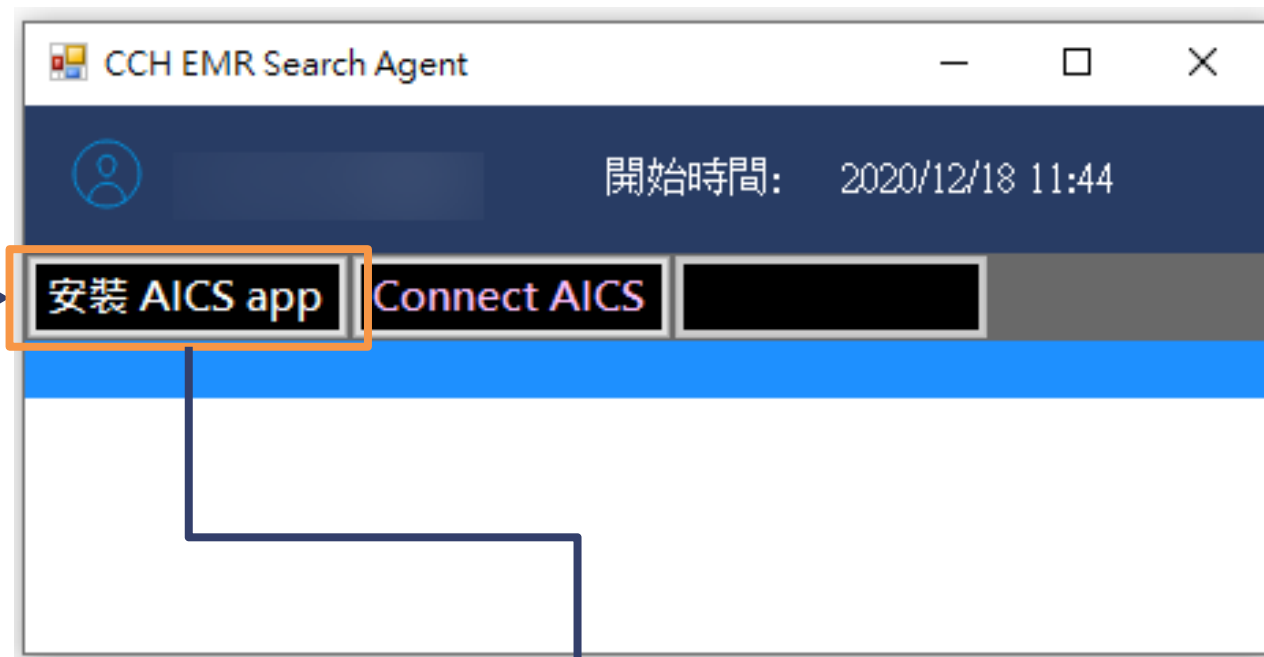 CCH EMR Search Agent
開始時間: 2020/12/18 11:44
安裝 AICS app Connect AICS